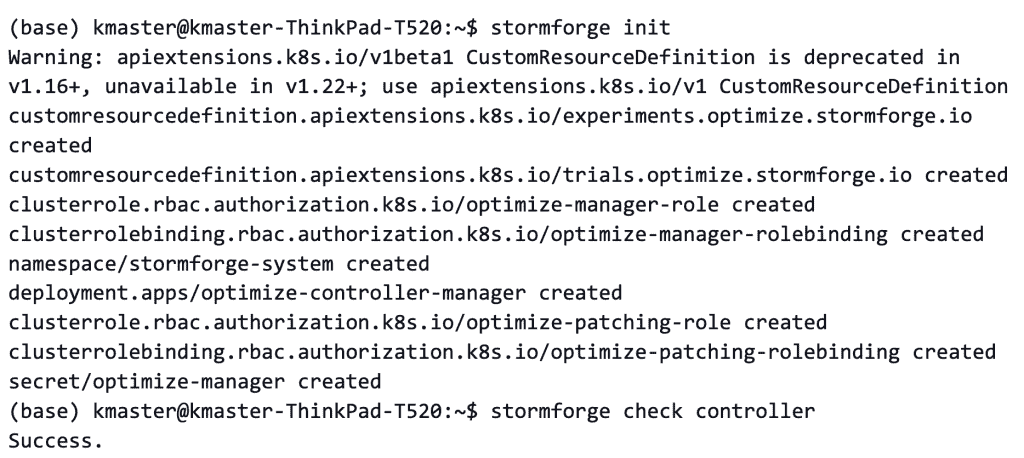 (base) kmaster@kmaster-ThinkPad-T520:~$ stormforge init
Warning: apiextensions.k8s.io/v1beta1 CustomResourceDefinition is deprecated in
v1.16+, unavailable in v1.22+; use apiextensions.k8s.io/v1 CustomResourceDefinition
customresourcedefinition.apiextensions.k8s.io/experiments.optimize.stormforge.io
created
customresourcedefinition.apiextensions.k8s.io/trials.optimize.stormforge.io created
clusterrole.rbac.authorization.k8s.io/optimize-manager-role created
clusterrolebinding.rbac.authorization.k8s.io/optimize-manager-rolebinding created
namespace/stormforge-system created
deployment.apps/optimize-controller-manager created
clusterrole.rbac.authorization.k8s.io/optimize-patching-role created
clusterrolebinding.rbac.authorization.k8s.io/optimize-patching-rolebinding created
secret/optimize-manager created
(base) kmaster@kmaster-ThinkPad-T520:~$ stormforge check controller
Success.